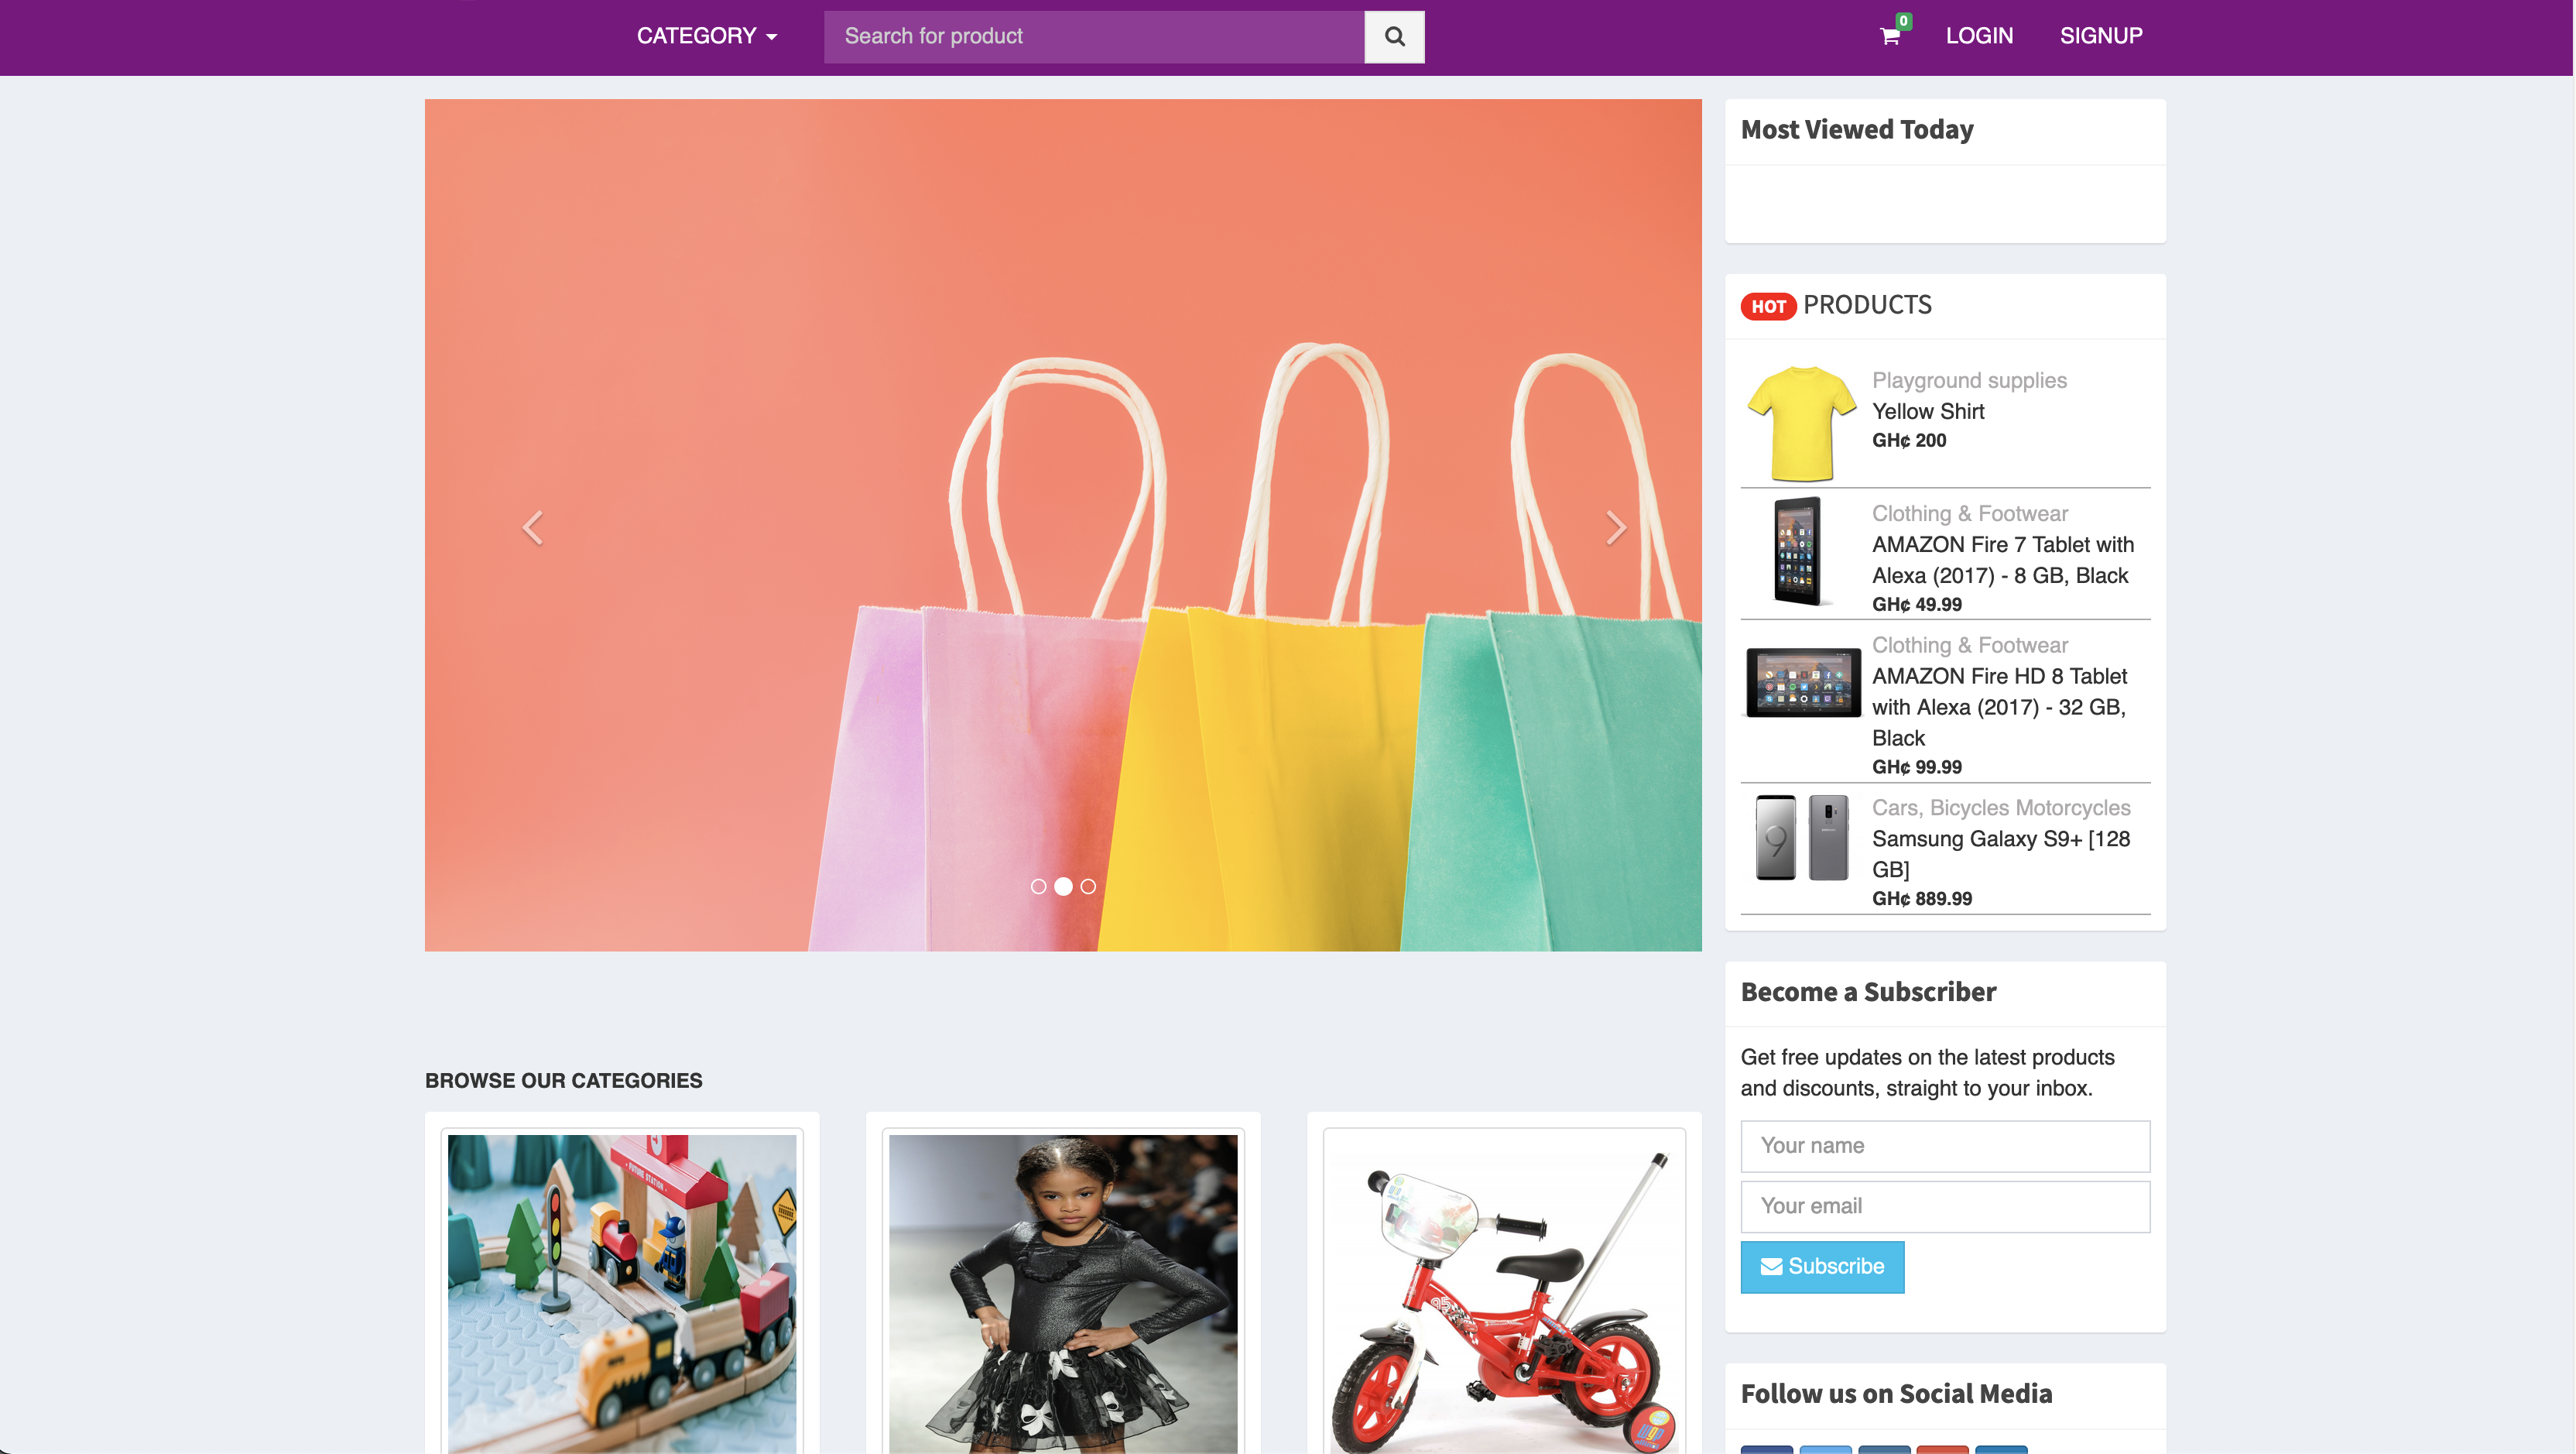 CATEGORY
Search for product
0
LOGIN
SIGNUP
Most Viewed Today
HOT PRODUCTS
Playground supplies
Yellow Shirt
GH¢ 200
Clothing & Footwear
AMAZON Fire 7 Tablet with
Alexa (2017) - 8 GB, Black
GH¢ 49.99
Clothing & Footwear
AMAZON Fire HD 8 Tablet
with Alexa (2017) - 32 GB,
Black
GH¢ 99.99
9
Cars, Bicycles Motorcycles
Samsung Galaxy S9+ [128
GB]
GH¢ 889.99
Become a Subscriber
Get free updates on the latest products
and discounts, straight to your inbox.
Your name
Your email
Subscribe
Follow us on Social Media
BROWSE OUR CATEGORIES
FUTURE STATION
95